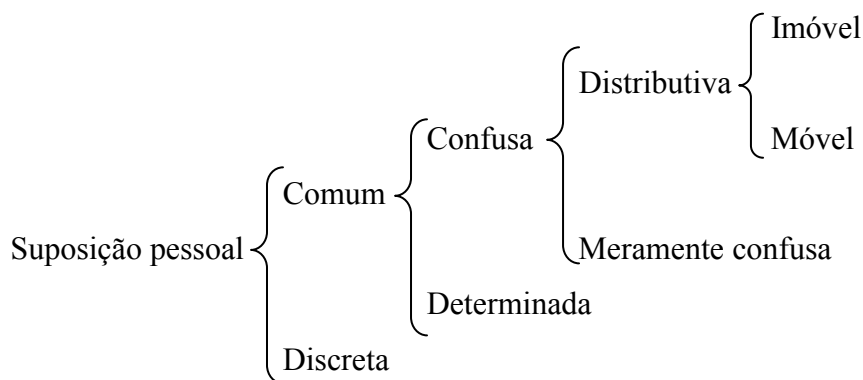 Imóvel
Distributiva
Confusa
Móvel
Comum
Suposição pessoal
Meramente confusa
Determinada
Discreta